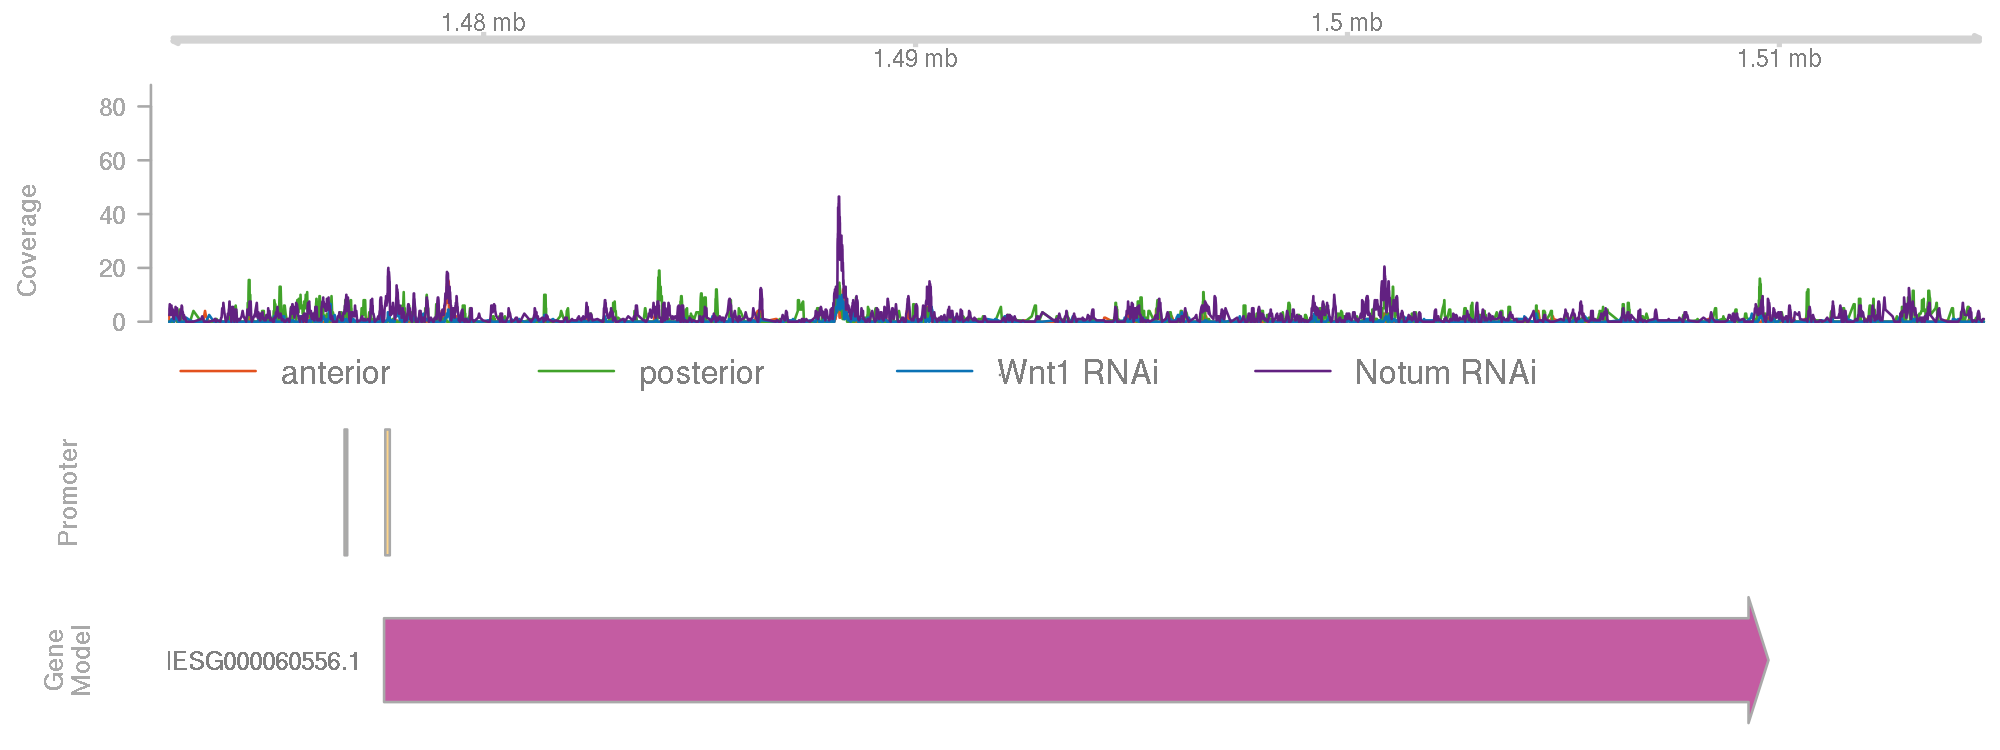 1.48 mb
1.5 mb
1.49 mb
1.51 mb
Coverage
80
60
40
20
0
anterior
posterior
Wnt1 RNAi
Notum RNAi
Promoter
Gene
Model
IESG000060556.1